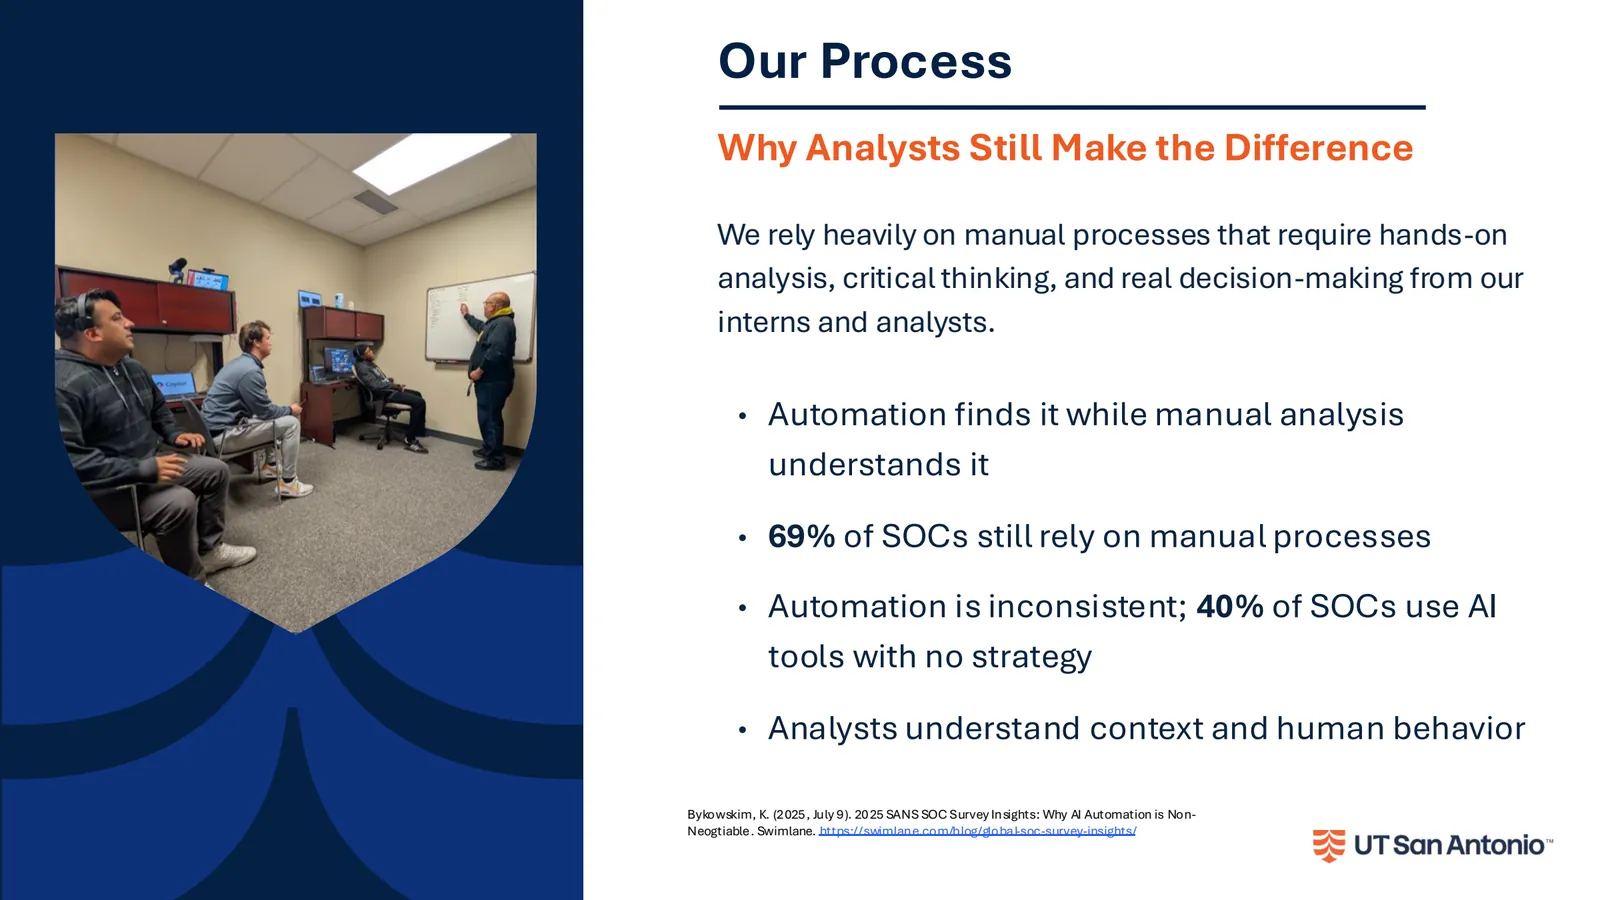 Our Process
Why Analysts Still Make the Difference
We rely heavily on manual processes that require hands-on
analysis, critical thinking, and real decision-making from our
interns and analysts.
• Automation finds it while manual analysis
understands it
• 69% of SOCs still rely on manual processes
• Automation is inconsistent; 40% of SOCs use AI
tools with no strategy
• Analysts understand context and human behavior
Bykowskim, K. (2025, July 9). 2025 SANS SOC Survey Insights: Why AI Automation is Non-
Neogtiable. Swimlane. https://swimlane.com/blog/global-soc-survey-insights/
UT San Antonio™